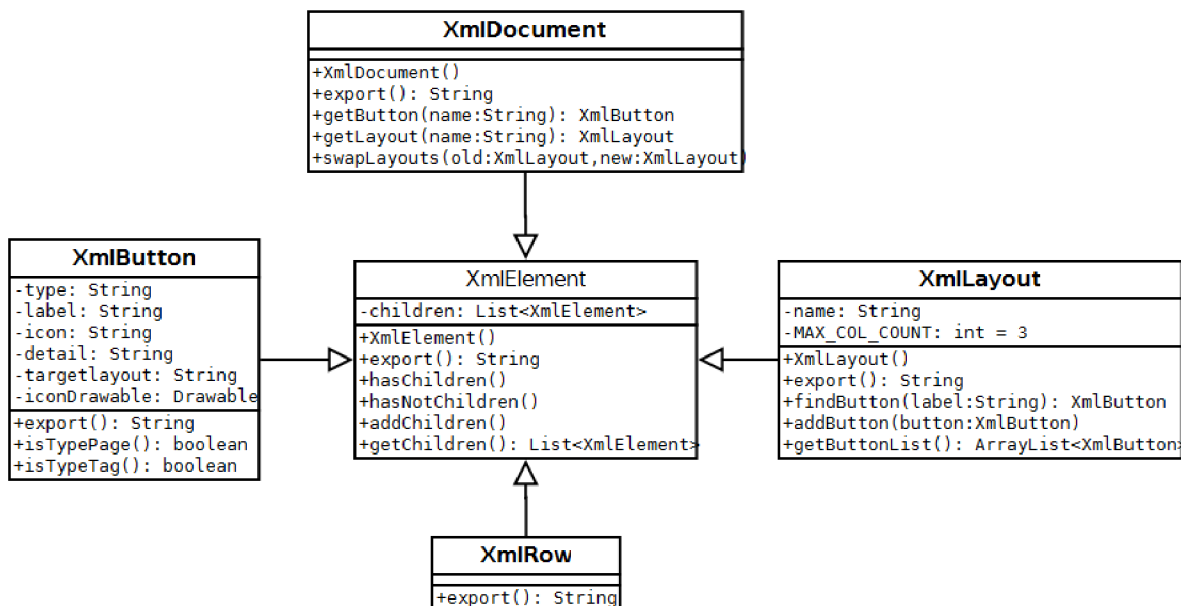 XmlDocument
+XmlDocument()
+export(): String
+getButton(name:String): XmlButton
+getLayout(name:String): XmlLayout
+swapLayouts(old:XmlLayout,new:XmlLayout)
XmlButton
-type: String
-label: String
-icon: String
-detail: String
-targetlayout: String
-iconDrawable: Drawable
+export(): String
+isTypePage(): boolean
+isTypeTag(): boolean
XmlElement
-children: List<XmlElement>
+XmlElement()
+export(): String
+hasChildren()
+hasNotChildren()
+addChildren()
+getChildren(): List<XmlElement>
XmlLayout
-name: String
-MAX_COL_COUNT: int = 3
+XmlLayout()
+export(): String
+findButton(label:String): XmlButton
+addButton(button:XmlButton)
+getButtonList(): ArrayList<XmlButton>
XmlRow
+export(): String